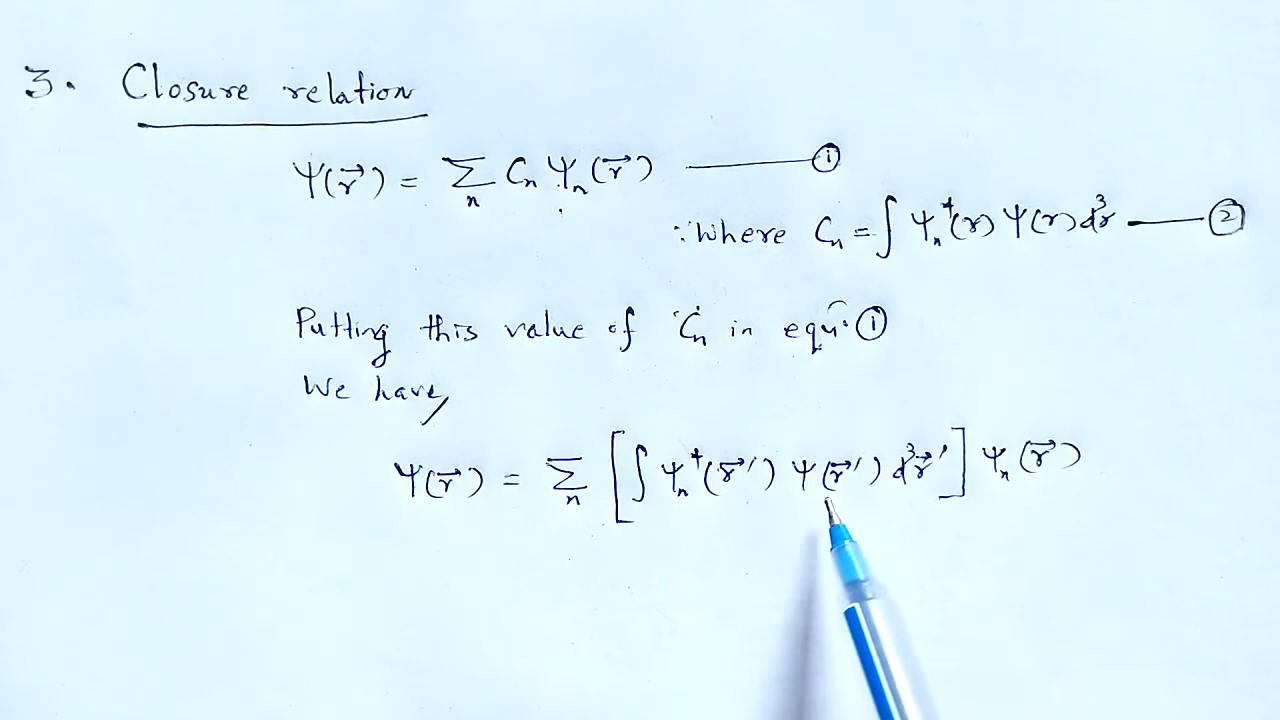 3. Closure relation
Ψ(r⃗) = Σₙ Cₙ Ψₙ(r⃗) —— ①
∵ Where Cₙ = ∫ Ψₙ⁺(r) Ψ(r) d³r —— ②
Putting this value of Cₙ in equⁿ. ①
We have,
Ψ(r⃗) = Σₙ [∫ Ψₙ⁺(r⃗′) Ψ(r⃗′) d³r⃗′] Ψₙ(r⃗)